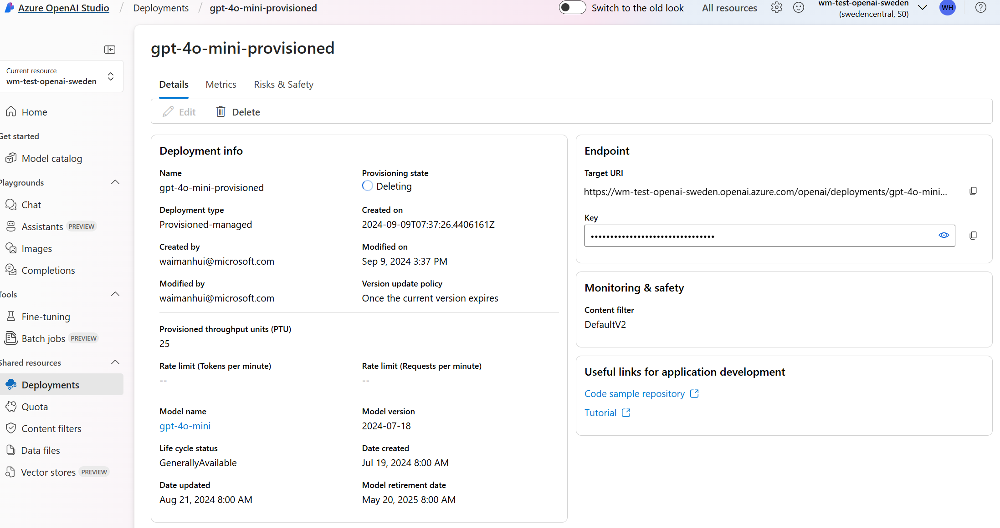 Azure OpenAI Studio / Deployments / gpt-4o-mini-provisioned
Switch to the old look
All resources
wm-test-openai-sweden
(swedencentral, S0)
WH
Current resource
wm-test-openai-sweden
Home
Get started
Model catalog
Playgrounds
Chat
Assistants PREVIEW
Images
Completions
Tools
Fine-tuning
Batch jobs PREVIEW
Shared resources
Deployments
Quota
Content filters
Data files
Vector stores PREVIEW
gpt-4o-mini-provisioned
Details Metrics Risks & Safety
Edit Delete
Deployment info
Name
gpt-4o-mini-provisioned
Provisioning state
Deleting
Deployment type
Provisioned-managed
Created on
2024-09-09T07:37:26.4406161Z
Created by
waimanhui@microsoft.com
Modified on
Sep 9, 2024 3:37 PM
Modified by
waimanhui@microsoft.com
Version update policy
Once the current version expires
Provisioned throughput units (PTU)
25
Rate limit (Tokens per minute)
--
Rate limit (Requests per minute)
--
Model name
gpt-4o-mini
Model version
2024-07-18
Life cycle status
GenerallyAvailable
Date created
Jul 19, 2024 8:00 AM
Date updated
Aug 21, 2024 8:00 AM
Model retirement date
May 20, 2025 8:00 AM
Endpoint
Target URI
https://wm-test-openai-sweden.openai.azure.com/openai/deployments/gpt-4o-mini...
Key
••••••••••••••••••••••••••••••••
Monitoring & safety
Content filter
DefaultV2
Useful links for application development
Code sample repository
Tutorial